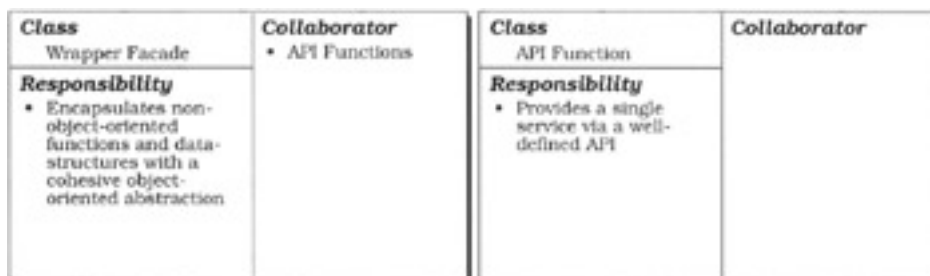 Class
Wrapper Facade
Collaborator
• API Functions
Responsibility
• Encapsulates non-
object-oriented
functions and data-
structures with a
cohesive object-
oriented abstraction
Class
API Function
Collaborator
Responsibility
• Provides a single
service via a well-
defined API